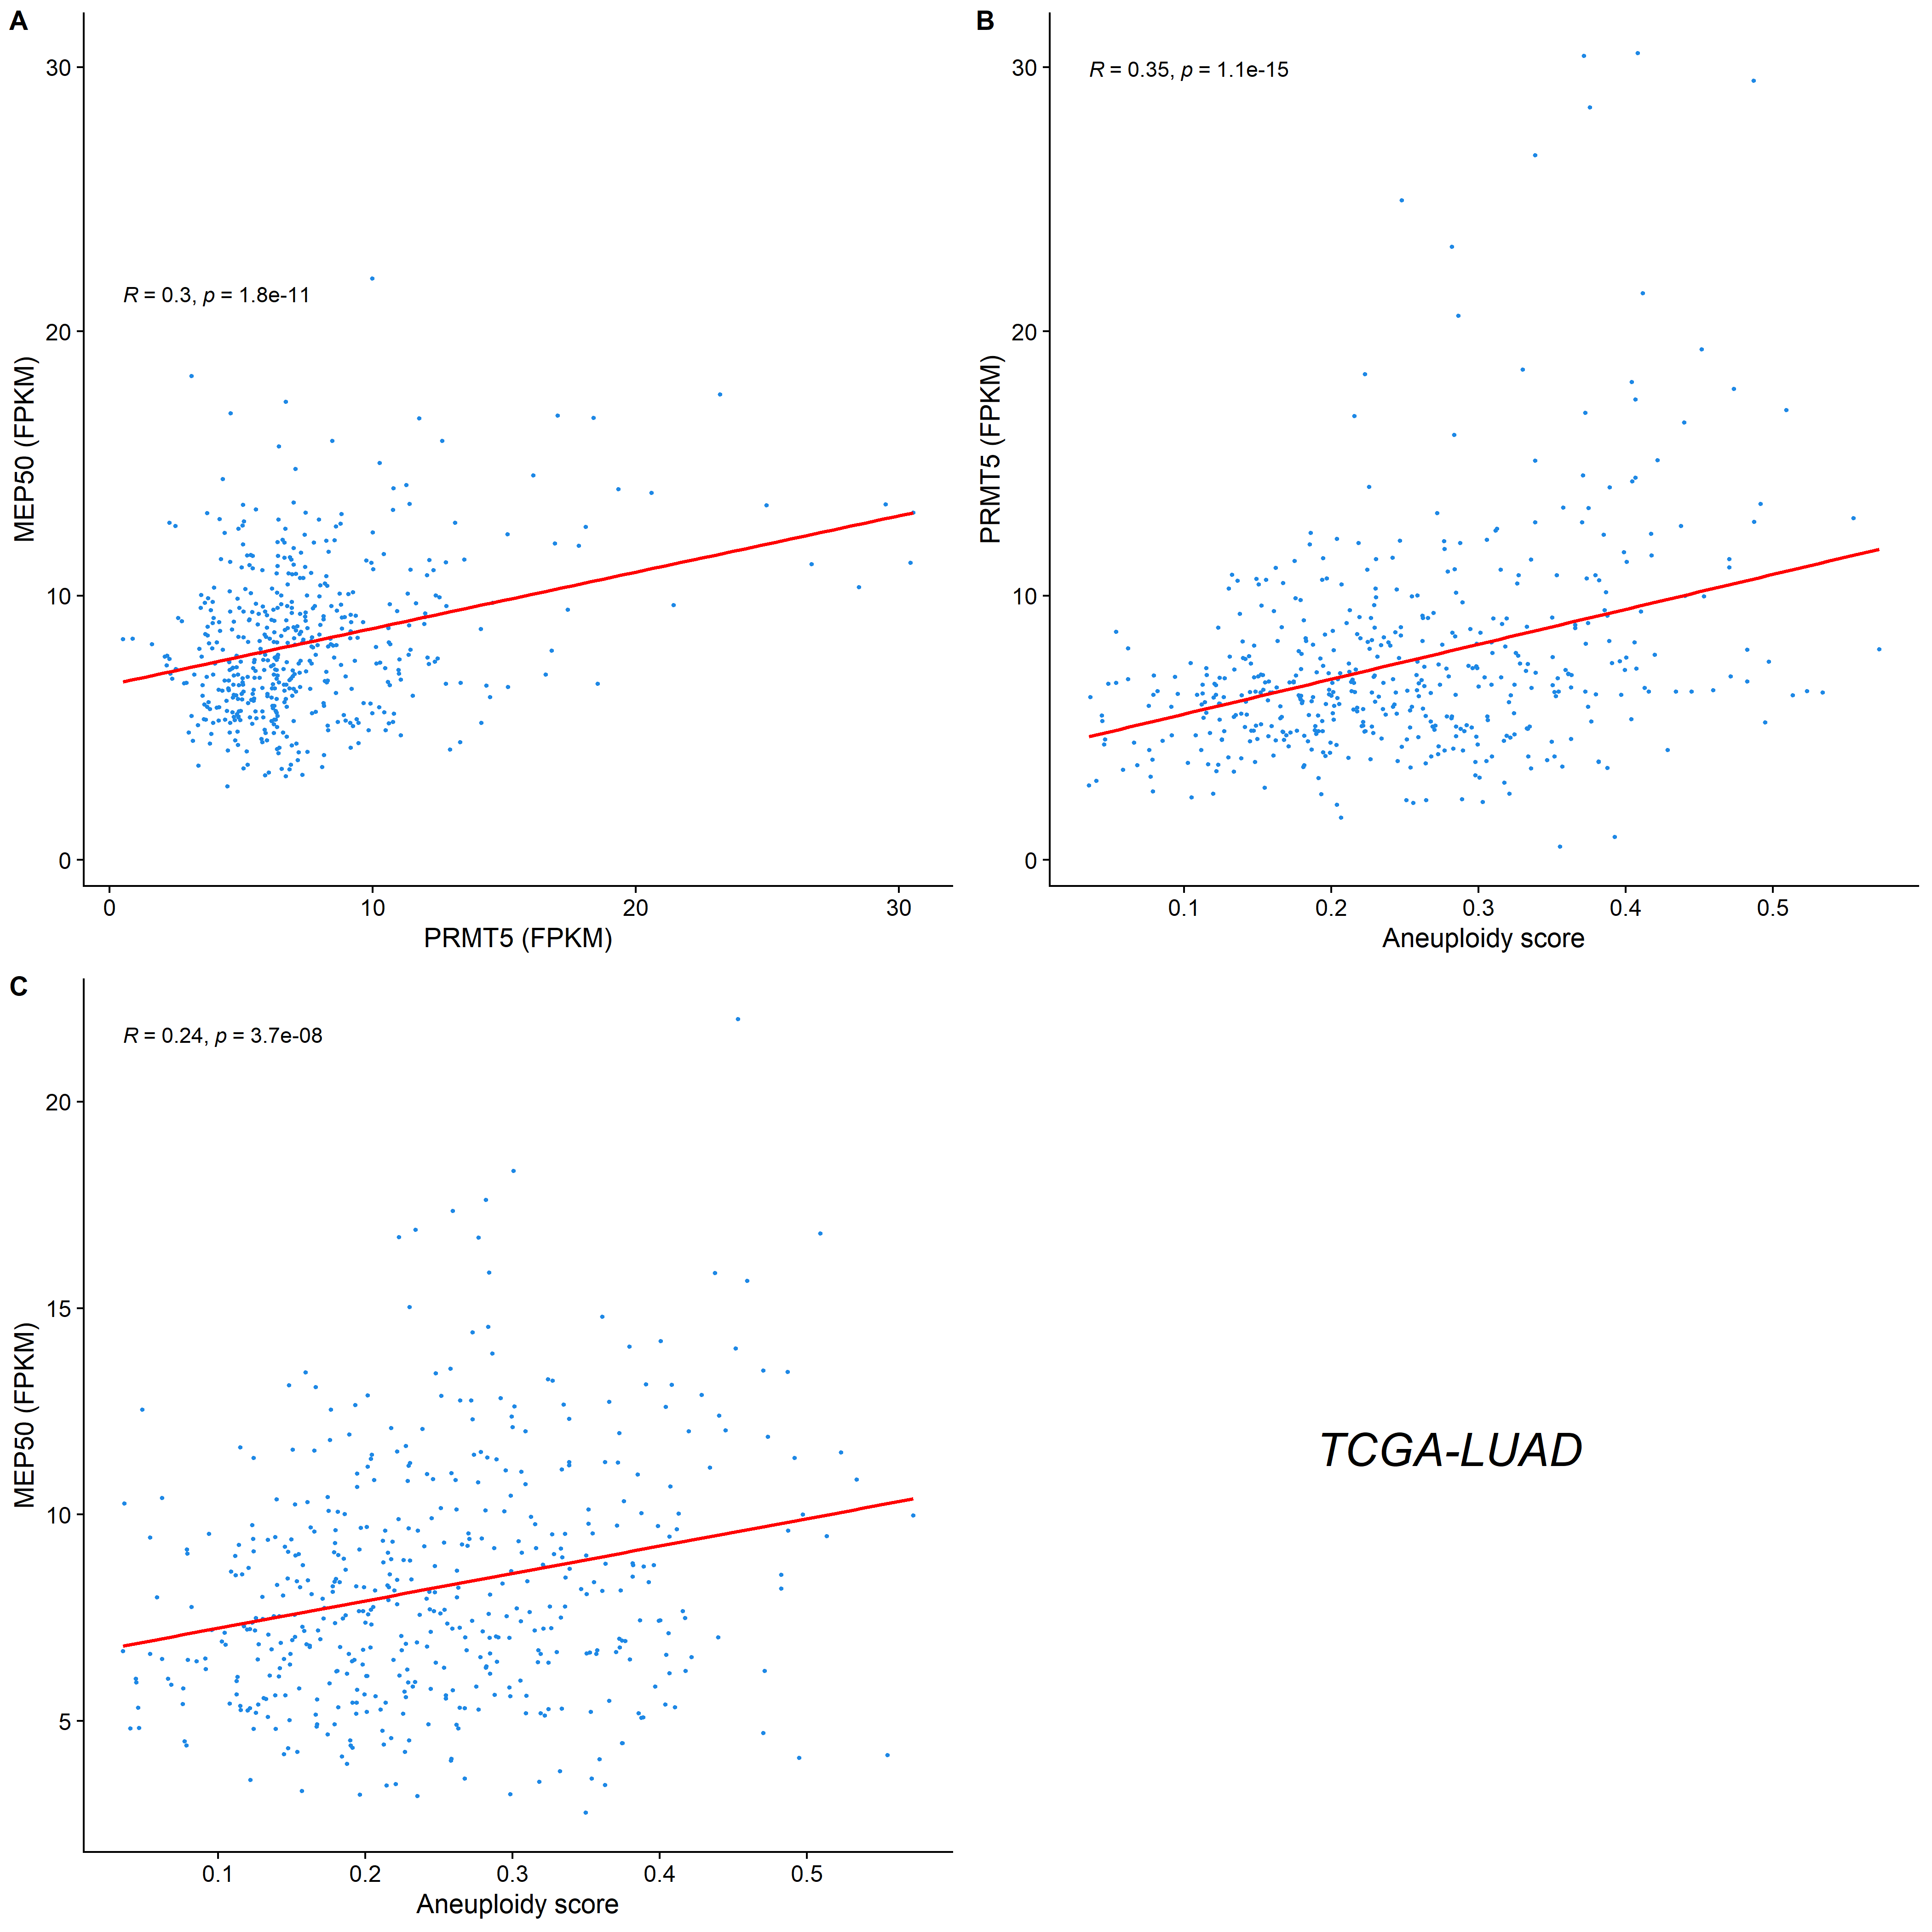 A
30
20
10
0
MEP50 (FPKM)
R = 0.3, p = 1.8e-11
0 10 20 30
PRMT5 (FPKM)
B
30
20
10
0
PRMT5 (FPKM)
R = 0.35, p = 1.1e-15
0.1 0.2 0.3 0.4 0.5
Aneuploidy score
C
20
15
10
5
MEP50 (FPKM)
R = 0.24, p = 3.7e-08
0.1 0.2 0.3 0.4 0.5
Aneuploidy score
TCGA-LUAD